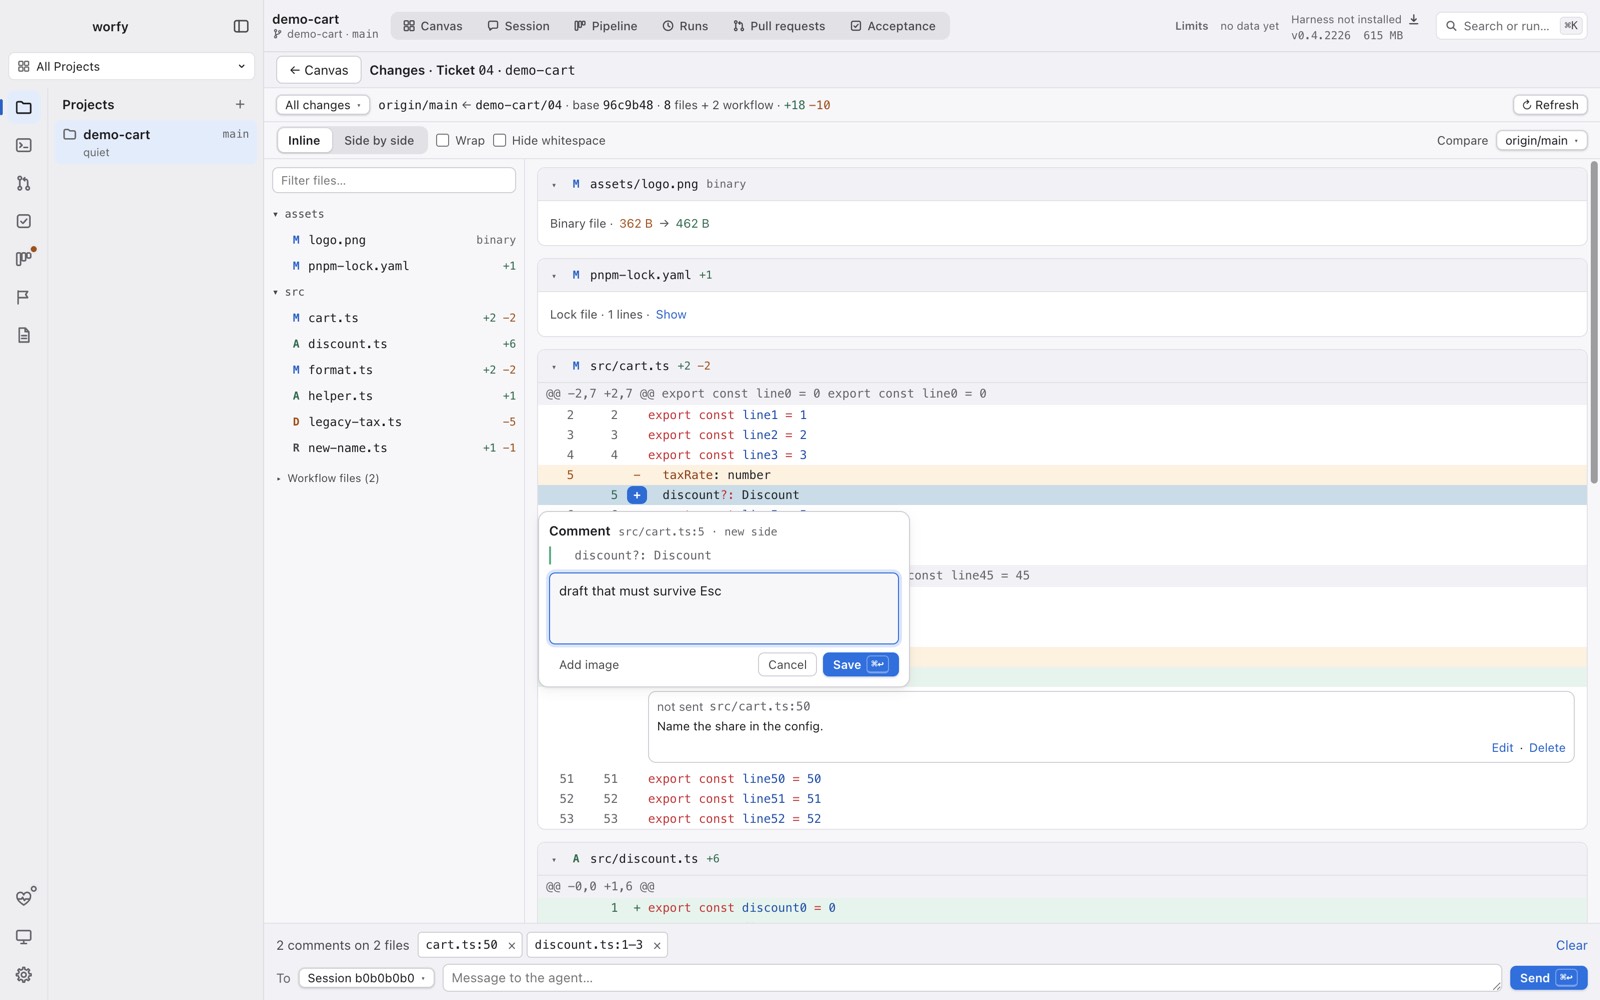 worfy
demo-cart
demo-cart · main
Canvas
Session
Pipeline
Runs
Pull requests
Acceptance
Limits
no data yet
Harness not installed
v0.4.2226 615 MB
Search or run...
⌘K
All Projects
← Canvas
Changes · Ticket 04 · demo-cart
Projects +
demo-cart main
quiet
All changes
origin/main ← demo-cart/04 · base 96c9b48 · 8 files + 2 workflow · +18 −10
Refresh
Inline
Side by side
Wrap
Hide whitespace
Compare
origin/main
Filter files...
assets
M logo.png binary
M pnpm-lock.yaml +1
src
M cart.ts +2 −2
A discount.ts +6
M format.ts +2 −2
A helper.ts +1
D legacy-tax.ts −5
R new-name.ts +1 −1
Workflow files (2)
M assets/logo.png binary
Binary file · 362 B → 462 B
M pnpm-lock.yaml +1
Lock file · 1 lines · Show
M src/cart.ts +2 −2
@@ −2,7 +2,7 @@ export const line0 = 0 export const line0 = 0
2 2 export const line1 = 1
3 3 export const line2 = 2
4 4 export const line3 = 3
5 − taxRate: number
5 + discount?: Discount
Comment src/cart.ts:5 · new side
discount?: Discount
const line45 = 45
draft that must survive Esc
Add image
Cancel
Save ⌘↵
not sent src/cart.ts:50
Name the share in the config.
Edit · Delete
51 51 export const line50 = 50
52 52 export const line51 = 51
53 53 export const line52 = 52
A src/discount.ts +6
@@ −0,0 +1,6 @@
1 + export const discount0 = 0
2 comments on 2 files
cart.ts:50 ×
discount.ts:1–3 ×
Clear
To
Session b0b0b0b0
Message to the agent...
Send ⌘↵